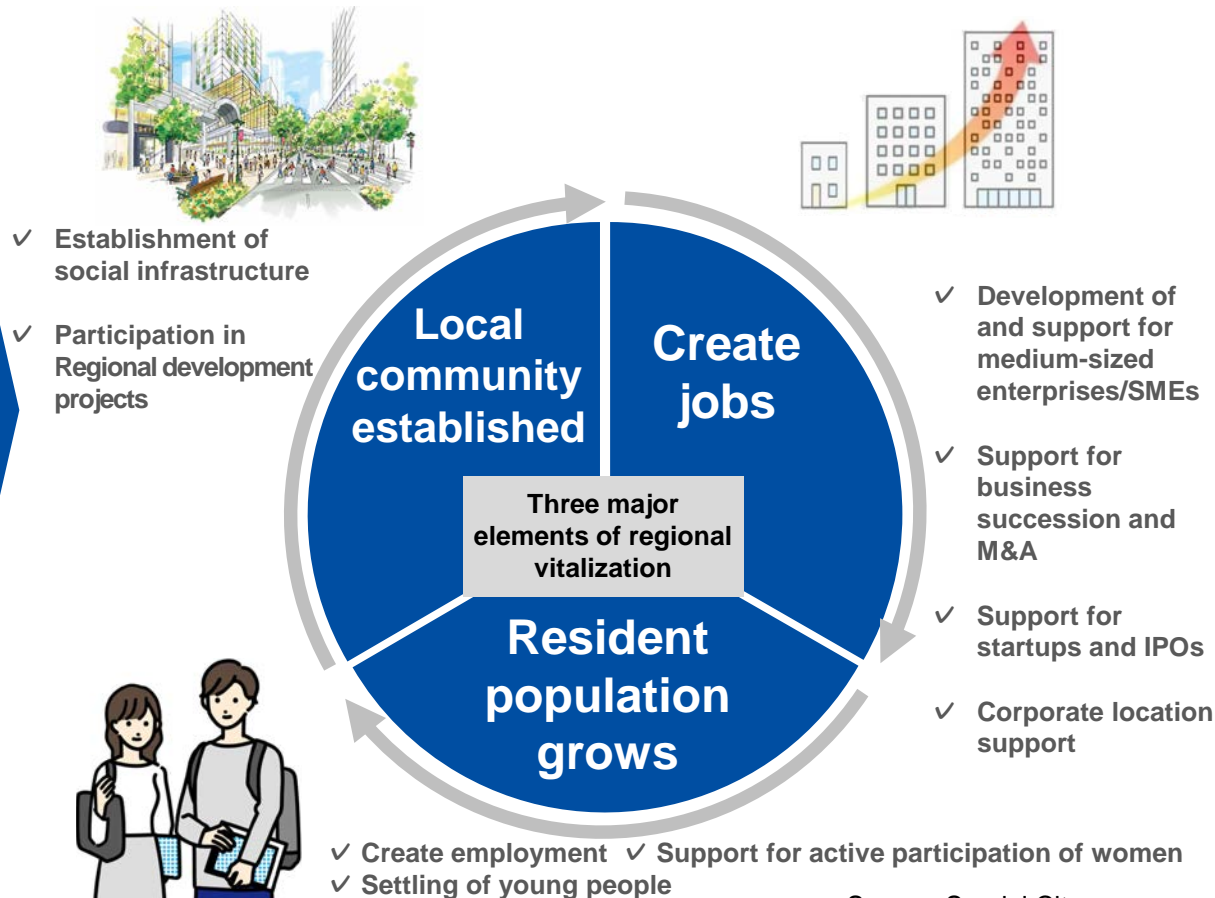 ✓ Establishment of
social infrastructure
✓ Participation in
Regional development
projects
Local
community
established
Create
jobs
Three major
elements of regional
vitalization
Resident
population
grows
✓ Development of
and support for
medium-sized
enterprises/SMEs
✓ Support for
business
succession and
M&A
✓ Support for
startups and IPOs
✓ Corporate location
support
✓ Create employment ✓ Support for active participation of women
✓ Settling of young people